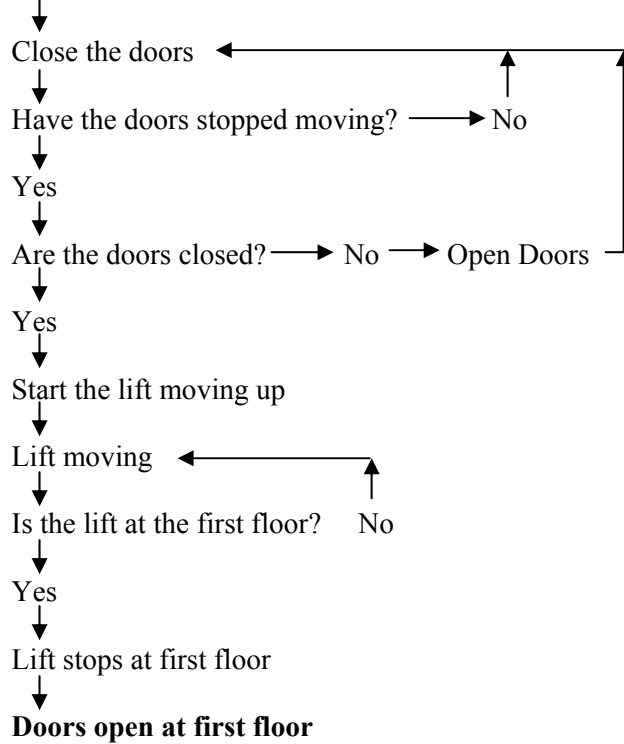 Close the doors
Have the doors stopped moving? No
Yes
Are the doors closed? No Open Doors
Yes
Start the lift moving up
Lift moving
Is the lift at the first floor? No
Yes
Lift stops at first floor
Doors open at first floor